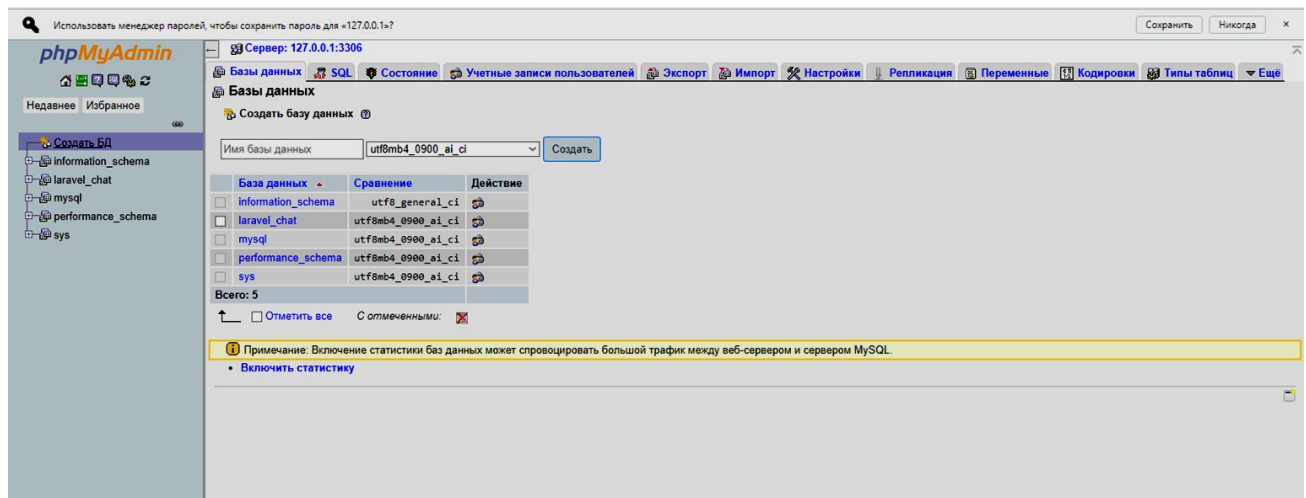 Использовать менеджер паролей, чтобы сохранить пароль для «127.0.0.1»?
Сохранить
Никогда
phpMyAdmin
Недавнее Избранное
Создать БД
information_schema
laravel_chat
mysql
performance_schema
sys
Сервер: 127.0.0.1:3306
Базы данных SQL Состояние Учетные записи пользователей Экспорт Импорт Настройки Репликация Переменные Кодировки Типы таблиц Ещё
Базы данных
Создать базу данных
Имя базы данных utf8mb4_0900_ai_ci Создать
База данных Сравнение Действие
information_schema utf8_general_ci
laravel_chat utf8mb4_0900_ai_ci
mysql utf8mb4_0900_ai_ci
performance_schema utf8mb4_0900_ai_ci
sys utf8mb4_0900_ai_ci
Всего: 5
Отметить все С отмеченными:
Примечание: Включение статистики баз данных может спровоцировать большой трафик между веб-сервером и сервером MySQL.
• Включить статистику